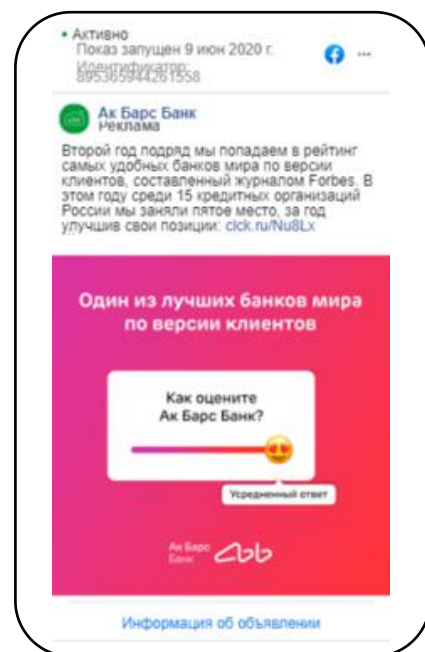 • Активно
Показ запущен 9 июн 2020 г.
Идентификатор:
895365944261558
Ак Барс Банк
Реклама
Второй год подряд мы попадаем в рейтинг
самых удобных банков мира по версии
клиентов, составленный журналом Forbes. В
этом году среди 15 кредитных организаций
России мы заняли пятое место, за год
улучшив свои позиции: clck.ru/Nu8Lx
Один из лучших банков мира
по версии клиентов
Как оцените
Ак Барс Банк?
Усредненный ответ
Ак Барс
Банк
Информация об объявлении